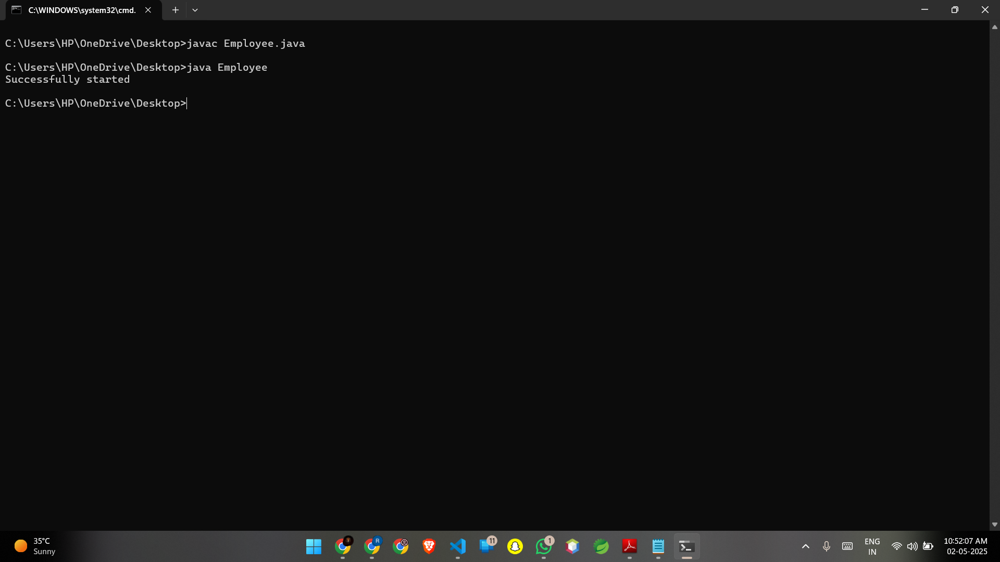 C:\WINDOWS\system32\cmd.
C:\Users\HP\OneDrive\Desktop>javac Employee.java
C:\Users\HP\OneDrive\Desktop>java Employee
Successfully started
C:\Users\HP\OneDrive\Desktop>
35°C
Sunny
R
11
1
ENG
IN
10:52:07 AM
02-05-2025